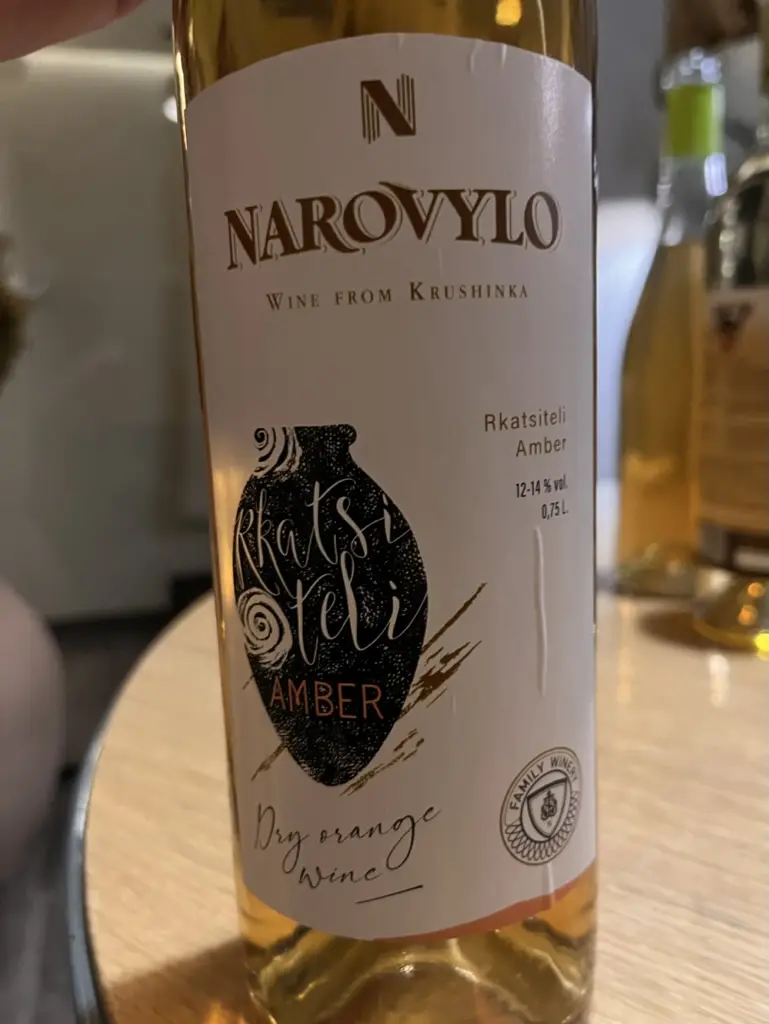 N
NAROVYLO
WINE FROM KRUSHINKA
Rkatsiteli
Amber
12-14 % vol.
0,75 L.
Rkatsi
teli
AMBER
Dry orange
wine
FAMILY WINERY